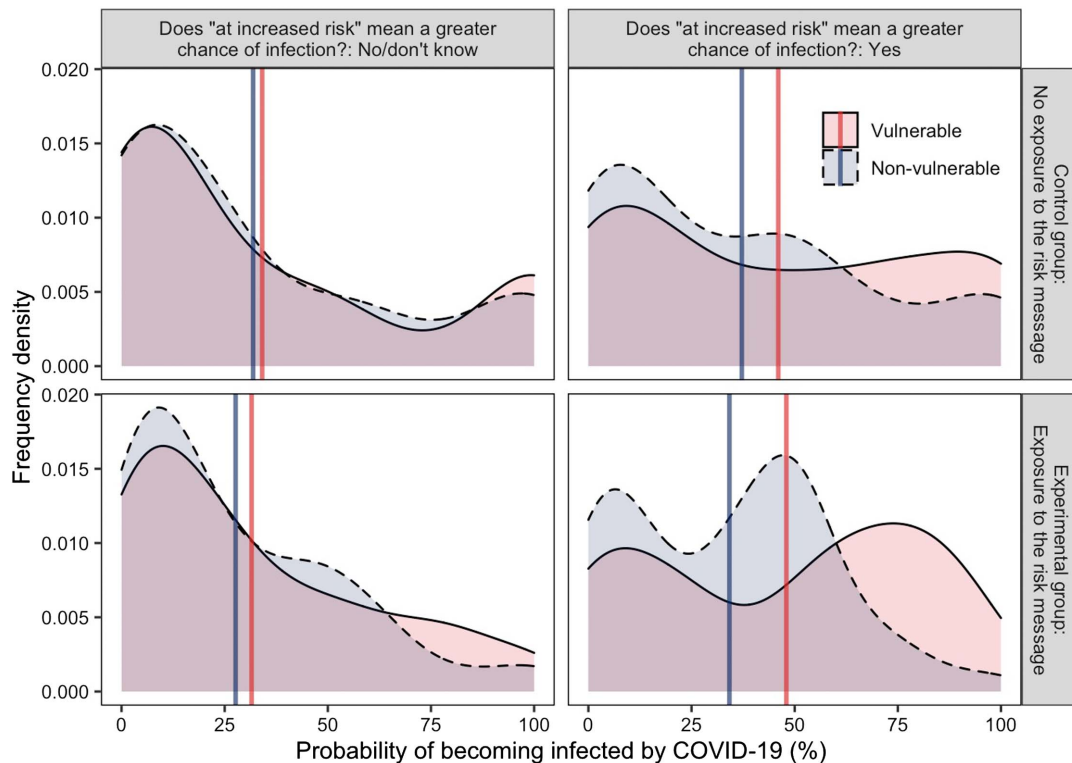 Does "at increased risk" mean a greater
chance of infection?: No/don't know
Does "at increased risk" mean a greater
chance of infection?: Yes
0.020
0.015
0.010
0.005
0.000
Vulnerable
Non-vulnerable
Control group:
No exposure to the risk message
Frequency density
0.020
0.015
0.010
0.005
0.000
Experimental group:
Exposure to the risk message
0
25
50
75
100
0
25
50
75
100
Probability of becoming infected by COVID-19 (%)